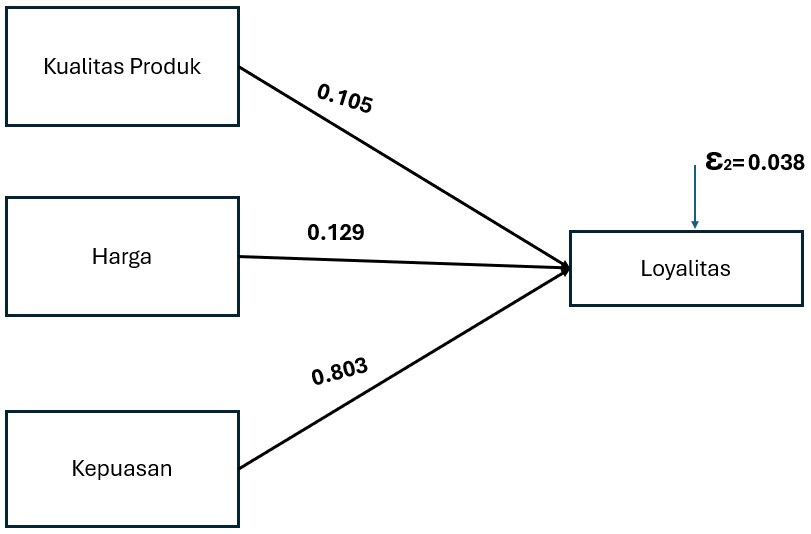 Kualitas Produk
0.105
ε2=0.038
Harga
0.129
Loyalitas
0.803
Kepuasan